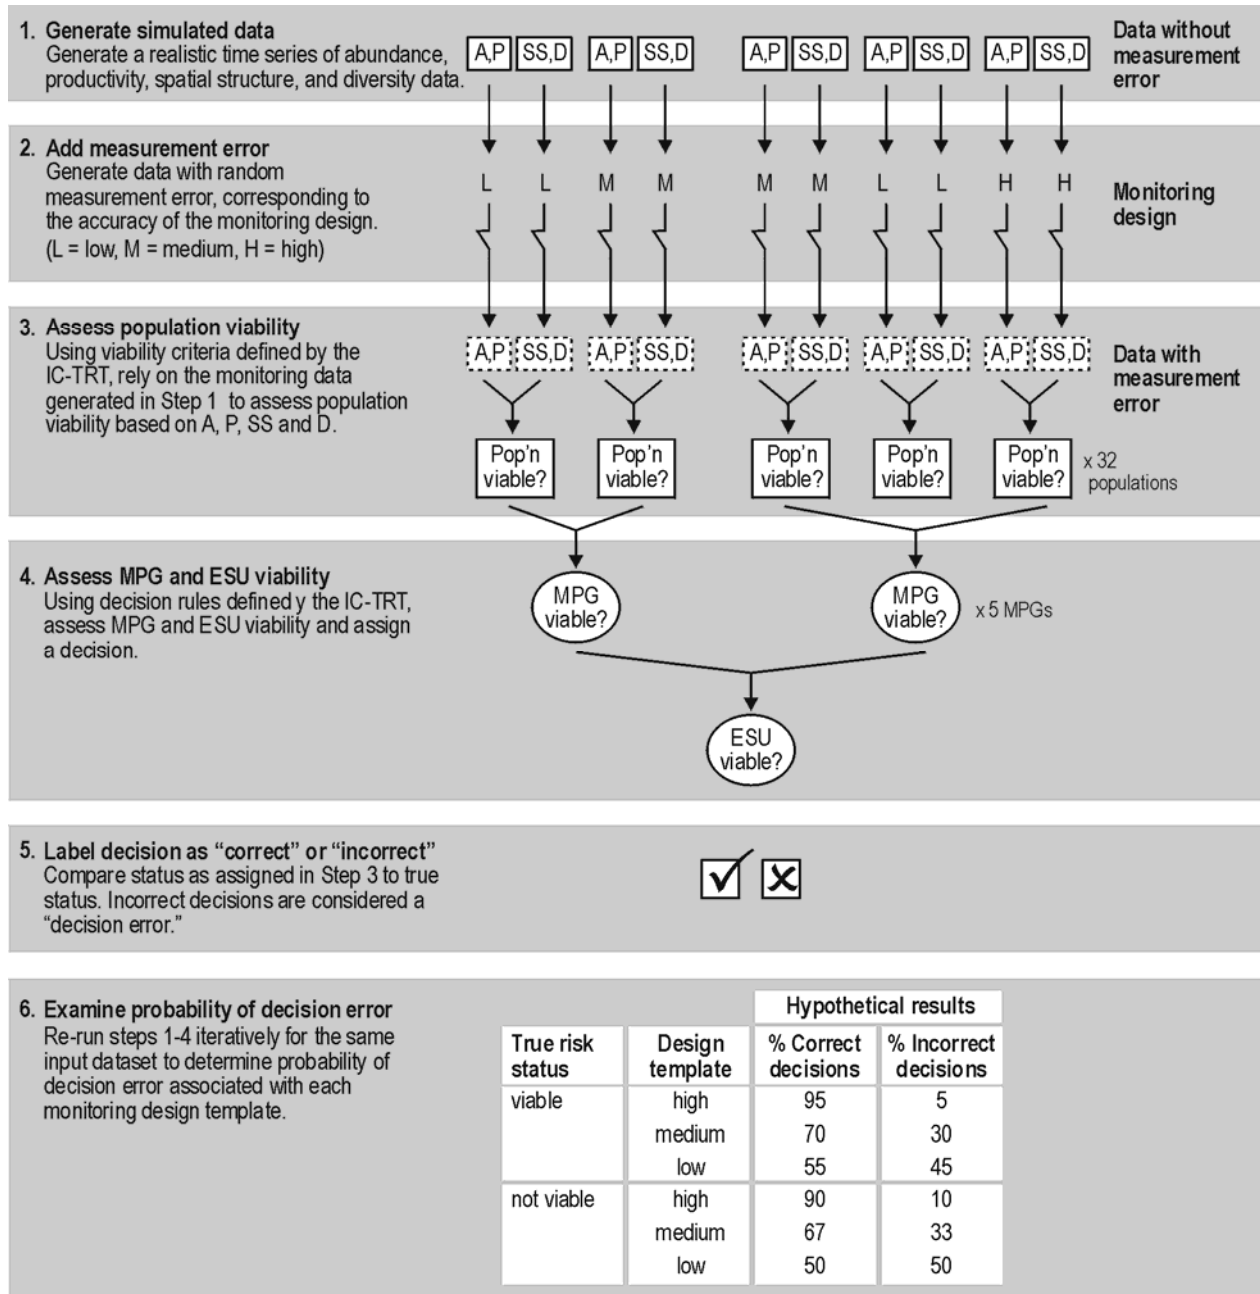 1. Generate simulated data
Generate a realistic time series of abundance,
productivity, spatial structure, and diversity data.
A,P SS,D A,P SS,D A,P SS,D A,P SS,D A,P SS,D
Data without
measurement
error
2. Add measurement error
Generate data with random
measurement error, corresponding to
the accuracy of the monitoring design.
(L = low, M = medium, H = high)
L L M M M M L L H H
Monitoring
design
3. Assess population viability
Using viability criteria defined by the
IC-TRT, rely on the monitoring data
generated in Step 1 to assess population
viability based on A, P, SS and D.
A,P SS,D A,P SS,D A,P SS,D A,P SS,D A,P SS,D
Data with
measurement
error
Pop'n viable?
Pop'n viable?
Pop'n viable?
Pop'n viable?
Pop'n viable?
x 32
populations
4. Assess MPG and ESU viability
Using decision rules defined y the IC-TRT,
assess MPG and ESU viability and assign
a decision.
MPG
viable?
MPG
viable?
x 5 MPGs
ESU
viable?
5. Label decision as “correct” or “incorrect”
Compare status as assigned in Step 3 to true
status. Incorrect decisions are considered a
“decision error.”
6. Examine probability of decision error
Re-run steps 1-4 iteratively for the same
input dataset to determine probability of
decision error associated with each
monitoring design template.
Hypothetical results
True risk status Design template % Correct decisions % Incorrect decisions
viable high 95 5
medium 70 30
low 55 45
not viable high 90 10
medium 67 33
low 50 50